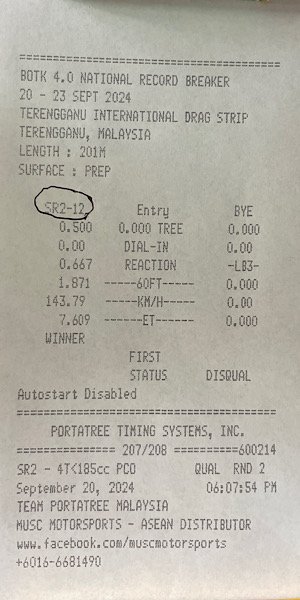 ====================================
BOTK 4.0 NATIONAL RECORD BREAKER
20 - 23 SEPT 2024
TERENGGANU INTERNATIONAL DRAG STRIP
TERENGGANU, MALAYSIA
LENGTH : 201M
SURFACE : PREP
====================================
SR2-12 Entry BYE
0.500 0.000 TREE 0.000
0.00 DIAL-IN 0.00
0.667 REACTION -LB3-
1.871 -----60FT----- 0.000
143.79 -----KM/H----- 0.00
7.609 ------ET------ 0.000
WINNER
FIRST
STATUS DISQUAL
Autostart Disabled
====================================
PORTATREE TIMING SYSTEMS, INC.
============== 207/208 ==========600214
SR2 - 4T<185cc PCO QUAL RND 2
September 20, 2024 06:07:54 PM
TEAM PORTATREE MALAYSIA
MUSC MOTORSPORTS - ASEAN DISTRIBUTOR
www.facebook.com/muscmotorsports
+6016-6681490